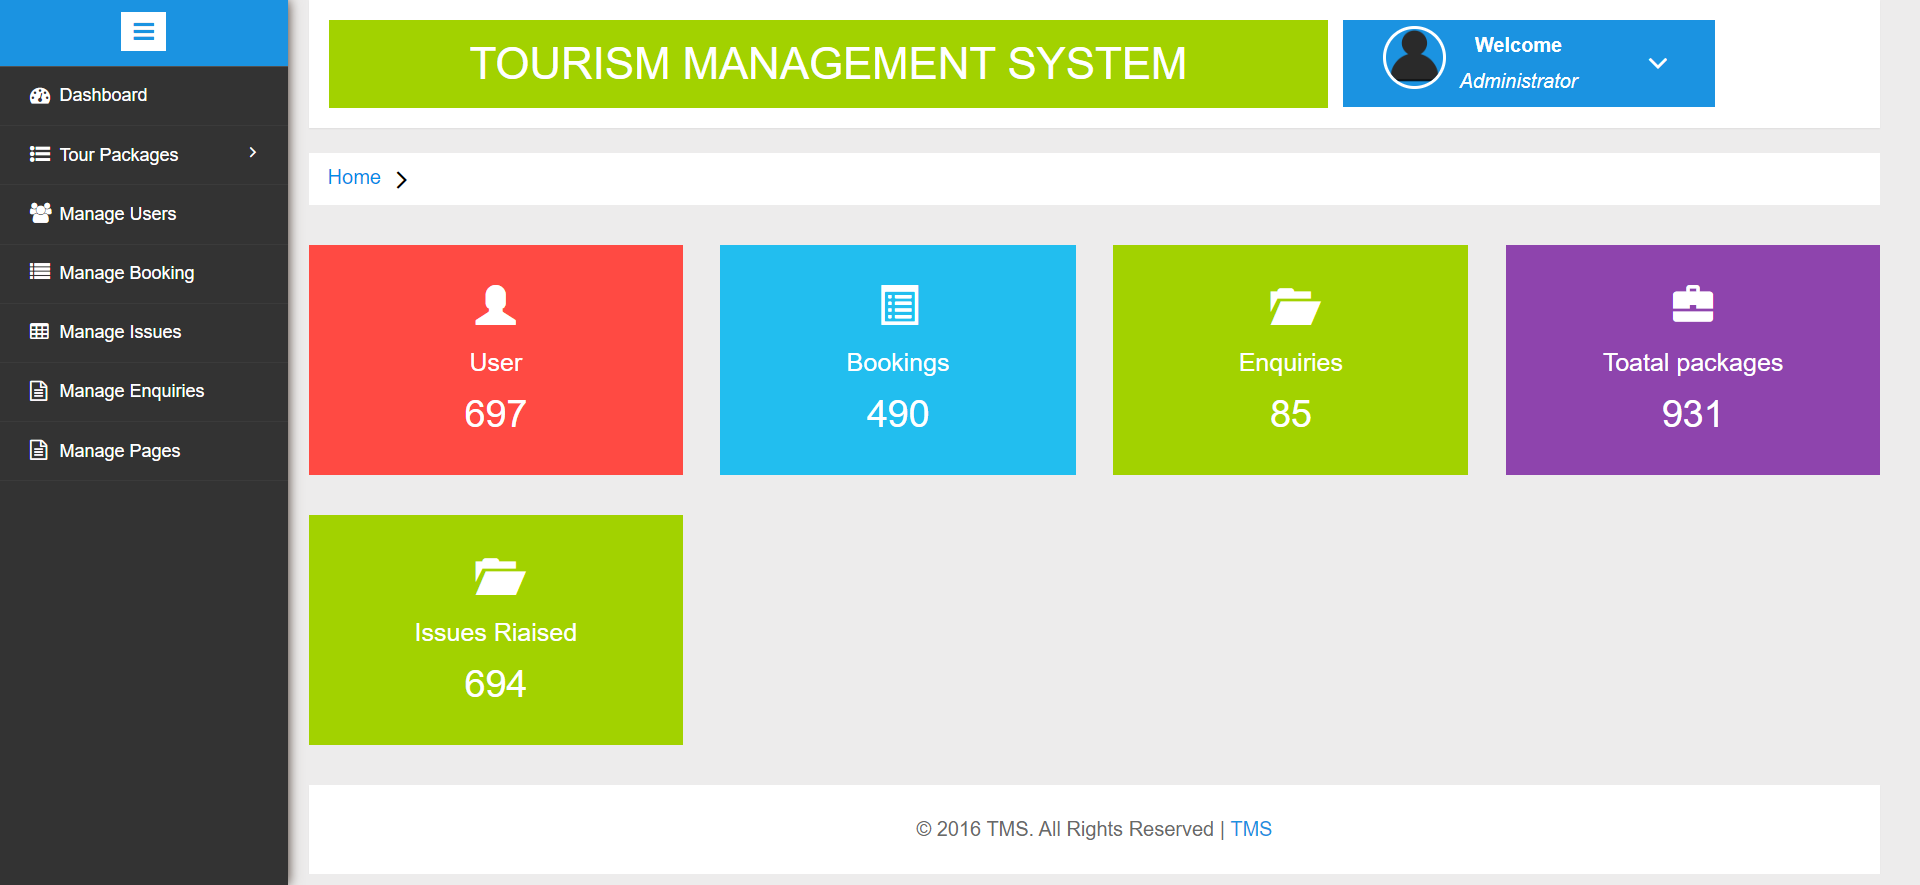 TOURISM MANAGEMENT SYSTEM
Welcome
Administrator
Dashboard
Tour Packages
Manage Users
Manage Booking
Manage Issues
Manage Enquiries
Manage Pages
Home
User
697
Bookings
490
Enquiries
85
Toatal packages
931
Issues Riaised
694
© 2016 TMS. All Rights Reserved | TMS